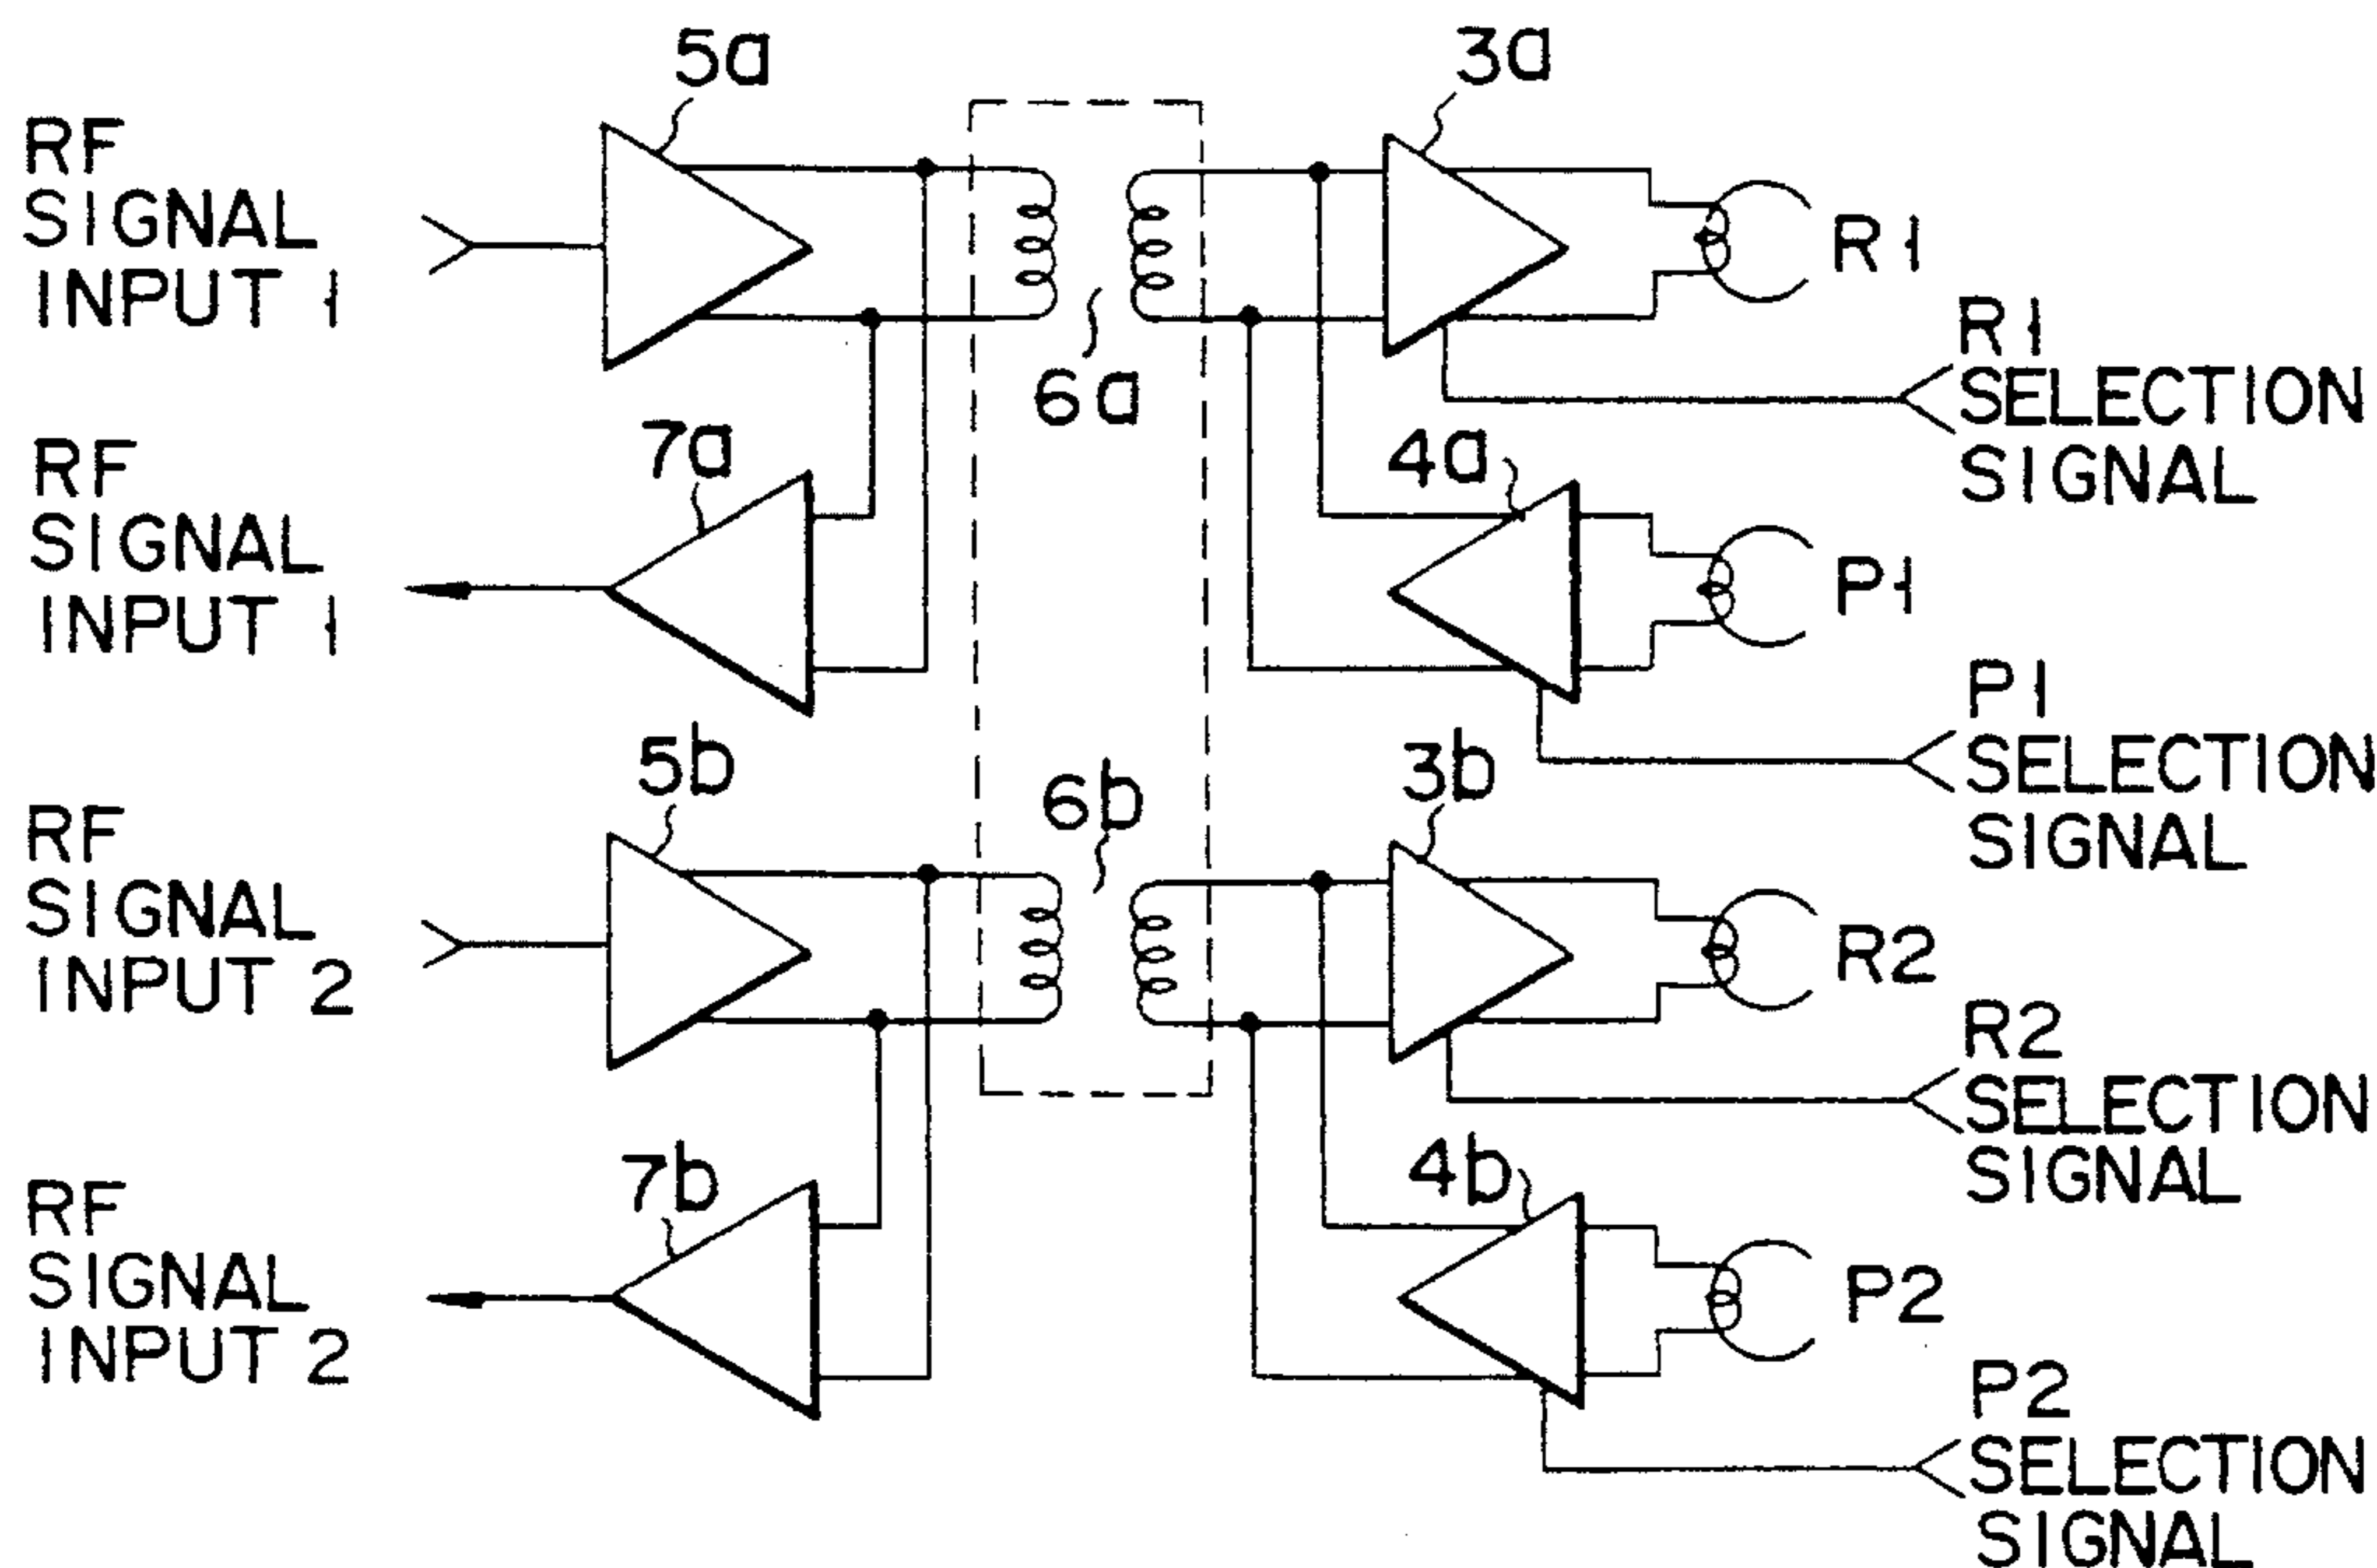 5a
3a
RF
SIGNAL
INPUT 1
R1
R1
SELECTION
SIGNAL
6a
7a
4a
RF
SIGNAL
INPUT 1
P1
P1
SELECTION
SIGNAL
5b
6b
3b
RF
SIGNAL
INPUT 2
R2
R2
SELECTION
SIGNAL
7b
4b
RF
SIGNAL
INPUT 2
P2
P2
SELECTION
SIGNAL